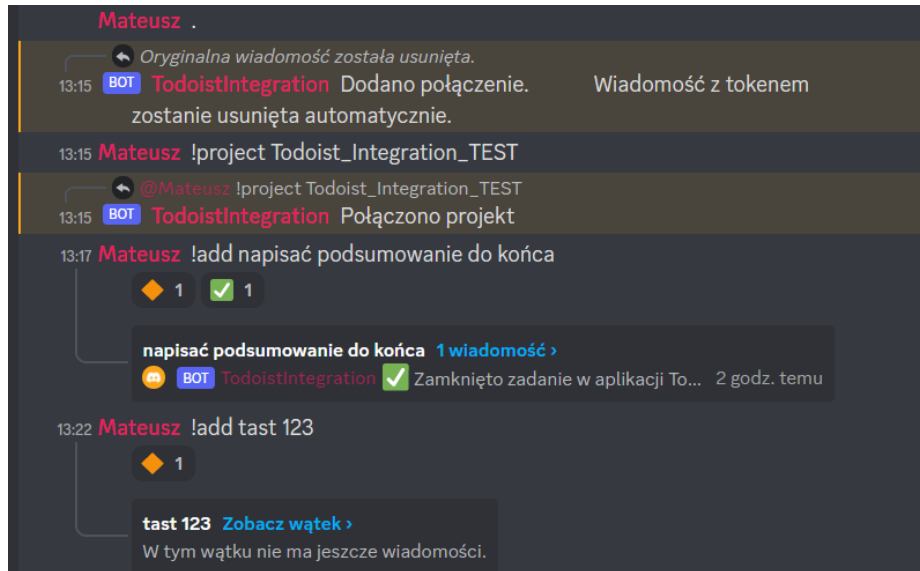 Mateusz .
Oryginalna wiadomość została usunięta.
13:15 BOT TodoistIntegration Dodano połączenie. Wiadomość z tokenem
zostanie usunięta automatycznie.
13:15 Mateusz !project Todoist_Integration_TEST
@Mateusz !project Todoist_Integration_TEST
13:15 BOT TodoistIntegration Połączono projekt
13:17 Mateusz !add napisać podsumowanie do końca
1 1
napisać podsumowanie do końca 1 wiadomość ›
BOT TodoistIntegration Zamknięto zadanie w aplikacji To... 2 godz. temu
13:22 Mateusz !add tast 123
1
tast 123 Zobacz wątek ›
W tym wątku nie ma jeszcze wiadomości.